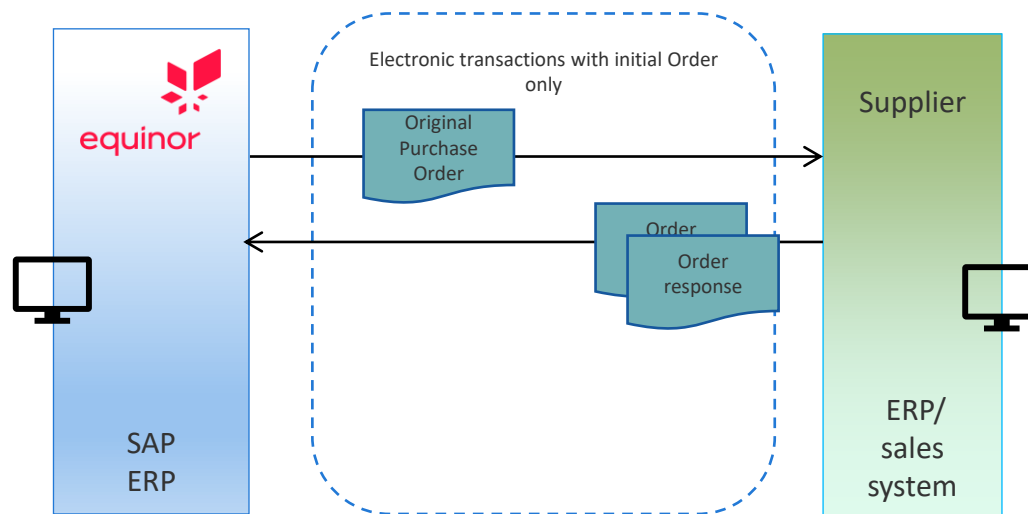 Electronic transactions with initial Order
only
equinor
Supplier
Original
Purchase
Order
Order
Order
response
SAP
ERP
ERP/
sales
system